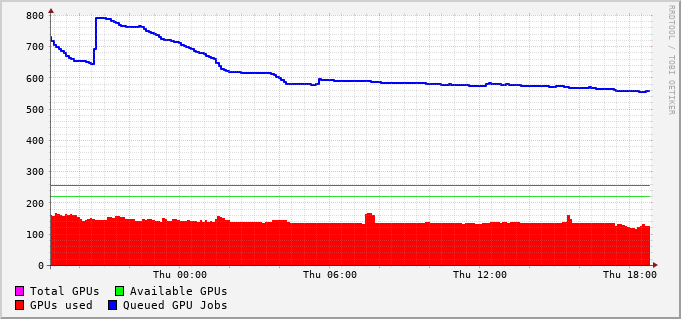 800
700
600
500
400
300
200
100
0
Thu 00:00 Thu 06:00 Thu 12:00 Thu 18:00
Total GPUs Available GPUs
GPUs used Queued GPU Jobs
RRDTOOL / TOBI OETIKER